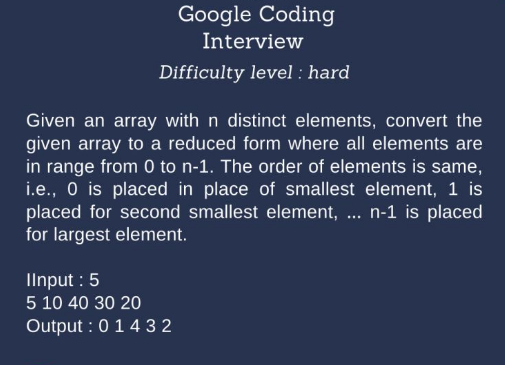 Google Coding
Interview
Difficulty level : hard
Given an array with n distinct elements, convert the
given array to a reduced form where all elements are
in range from 0 to n-1. The order of elements is same,
i.e., 0 is placed in place of smallest element, 1 is
placed for second smallest element, ... n-1 is placed
for largest element.
IInput : 5
5 10 40 30 20
Output : 0 1 4 3 2